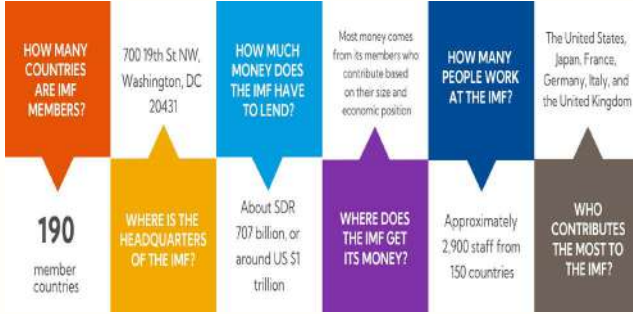 HOW MANY
COUNTRIES
ARE IMF
MEMBERS?
190
member
countries
700 19th St NW,
Washington, DC
20431
WHERE IS THE
HEADQUARTERS
OF THE IMF?
HOW MUCH
MONEY DOES
THE IMF HAVE
TO LEND?
About SDR
707 billion, or
around US $1
trillion
Most money comes
from its members who
contribute based
on their size and
economic position
WHERE DOES
THE IMF GET
ITS MONEY?
HOW MANY
PEOPLE WORK
AT THE IMF?
Approximately
2,900 staff from
150 countries
The United States,
Japan, France,
Germany, Italy, and
the United Kingdom
WHO
CONTRIBUTES
THE MOST TO
THE IMF?